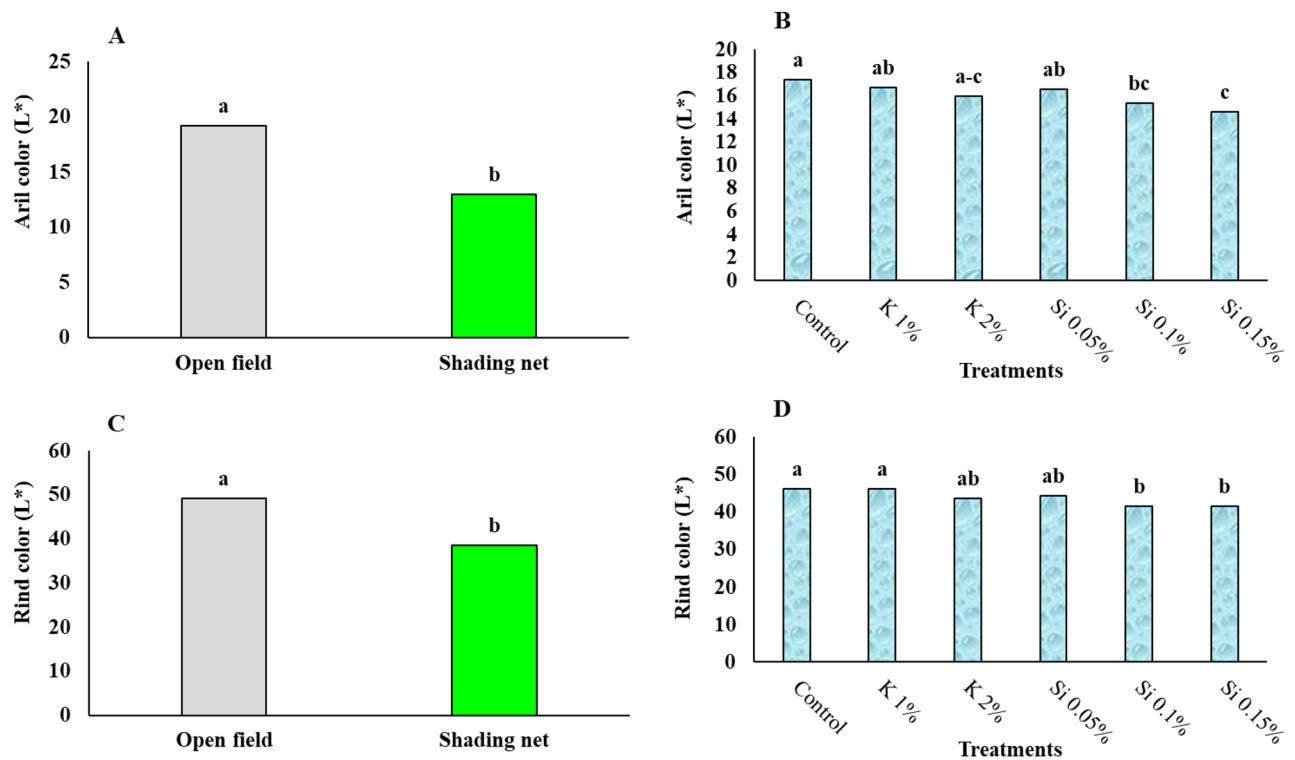 A
Aril color (L*)
25
20
15
10
5
0
a
b
Open field
Shading net
B
Aril color (L*)
20
18
16
14
12
10
8
6
4
2
0
a
ab
a-c
ab
bc
c
Control
K 1%
K 2%
Si 0.05%
Si 0.1%
Si 0.15%
Treatments
C
Rind color (L*)
60
50
40
30
20
10
0
a
b
Open field
Shading net
D
Rind color (L*)
60
50
40
30
20
10
0
a
a
ab
ab
b
b
Control
K 1%
K 2%
Si 0.05%
Si 0.1%
Si 0.15%
Treatments